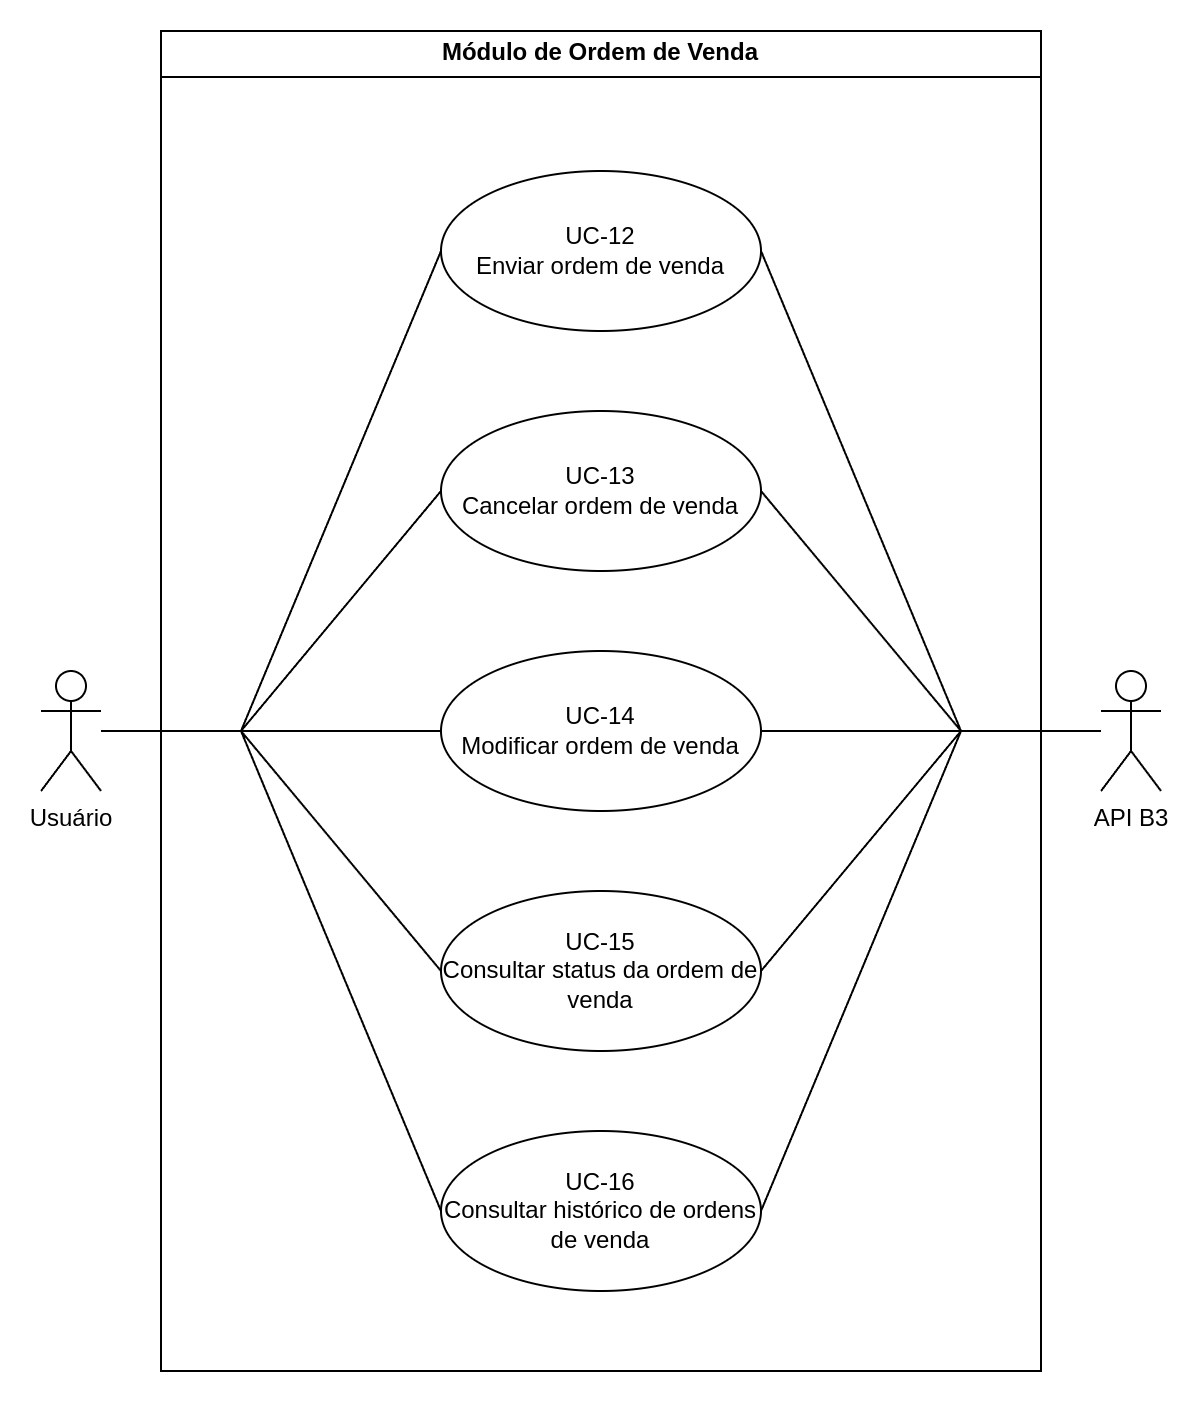 Módulo de Ordem de Venda
UC-12
Enviar ordem de venda
UC-13
Cancelar ordem de venda
UC-14
Modificar ordem de venda
Usuário
API B3
UC-15
Consultar status da ordem de
venda
UC-16
Consultar histórico de ordens
de venda